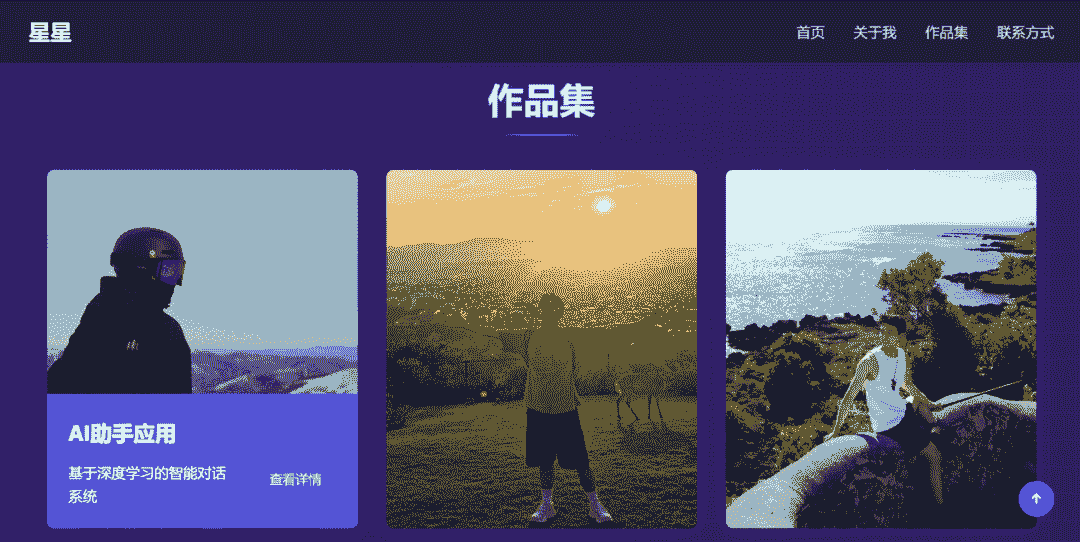 星星
首页 关于我 作品集 联系方式
作品集
AI助手应用
基于深度学习的智能对话
系统
查看详情